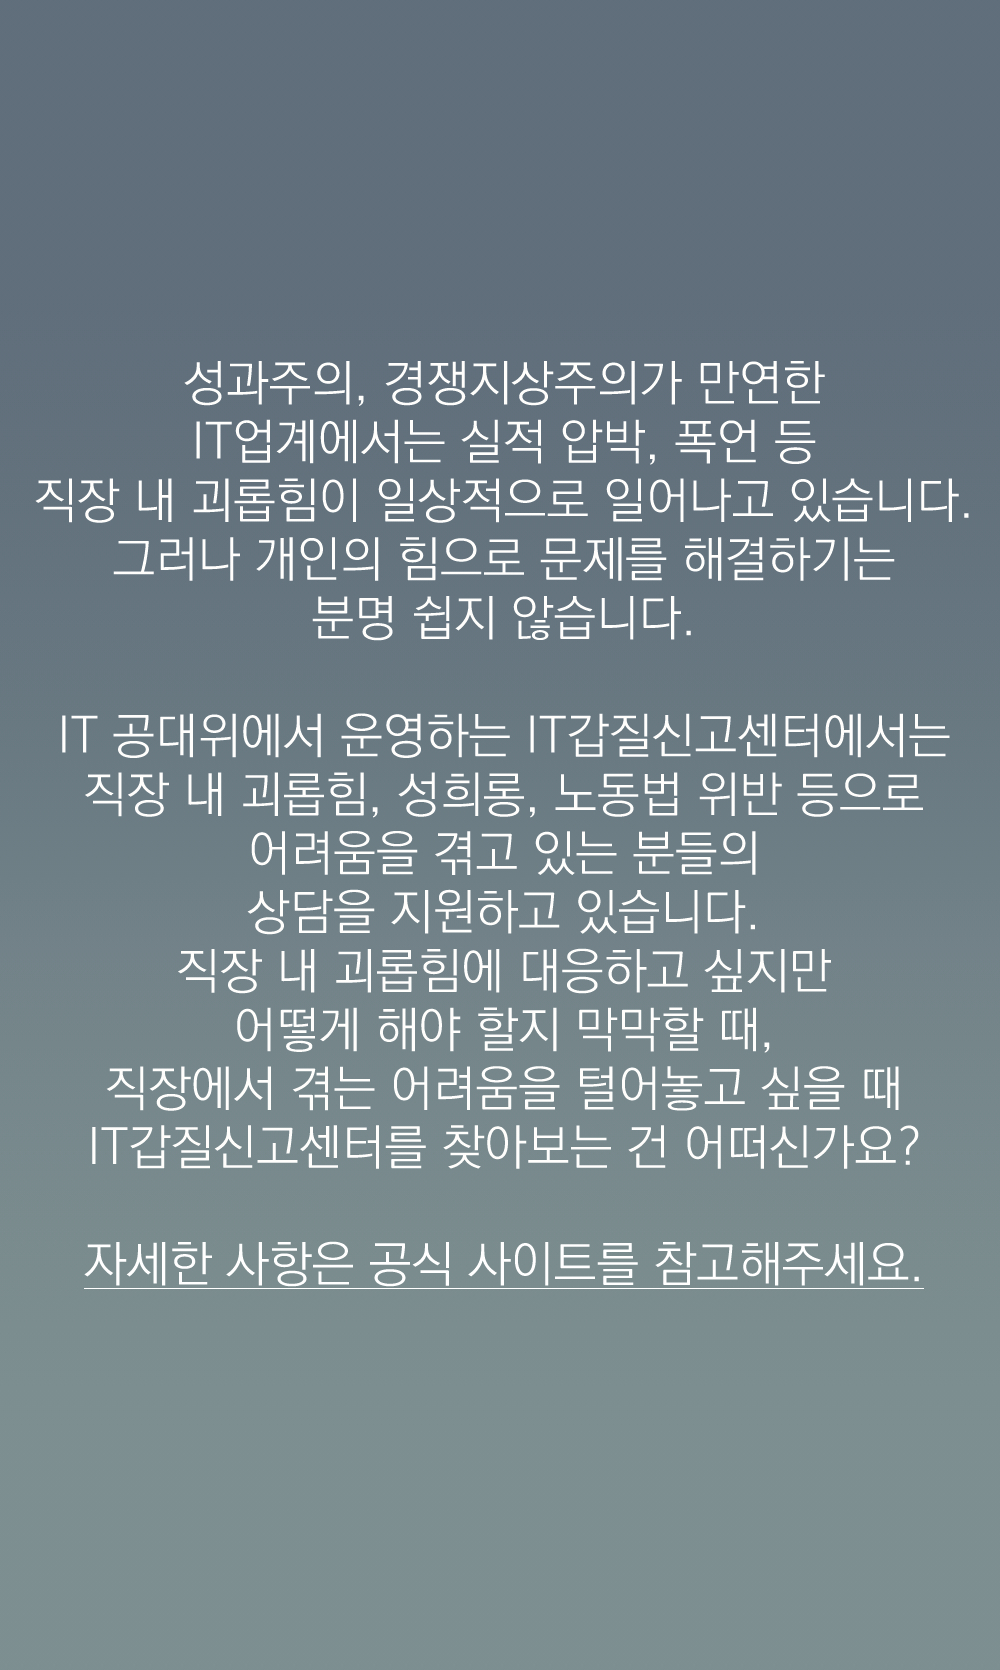 성과주의, 경쟁지상주의가 만연한
IT업계에서는 실적 압박, 폭언 등
직장 내 괴롭힘이 일상적으로 일어나고 있습니다.
그러나 개인의 힘으로 문제를 해결하기는
분명 쉽지 않습니다.
IT 공대위에서 운영하는 IT갑질신고센터에서는
직장 내 괴롭힘, 성희롱, 노동법 위반 등으로
어려움을 겪고 있는 분들의
상담을 지원하고 있습니다.
직장 내 괴롭힘에 대응하고 싶지만
어떻게 해야 할지 막막할 때,
직장에서 겪는 어려움을 털어놓고 싶을 때
IT갑질신고센터를 찾아보는 건 어떠신가요?
자세한 사항은 공식 사이트를 참고해주세요.